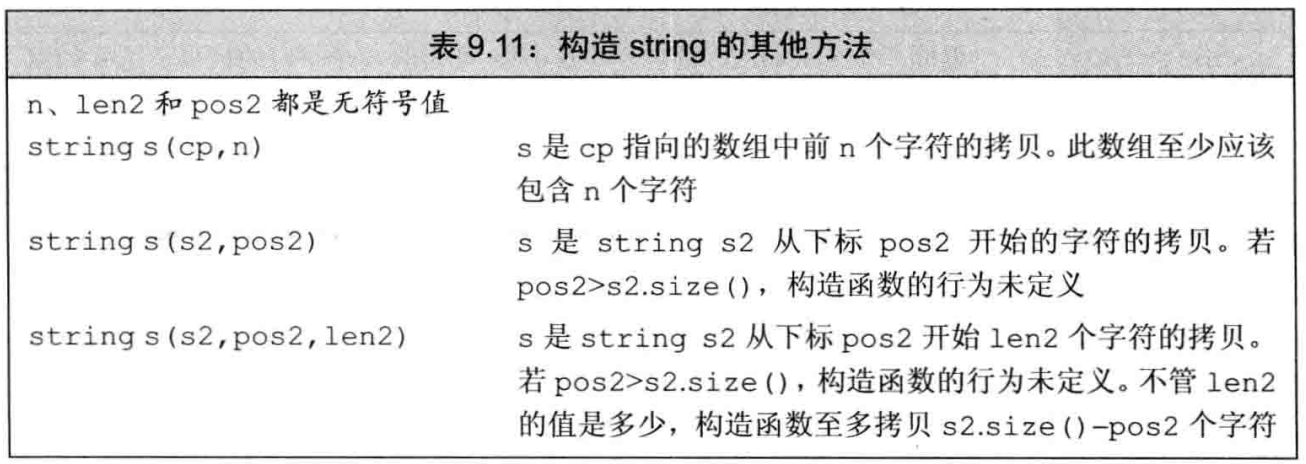 表 9.11：构造 string 的其他方法
n、len2 和 pos2 都是无符号值
string s(cp,n) s 是 cp 指向的数组中前 n 个字符的拷贝。此数组至少应该
包含 n 个字符
string s(s2,pos2) s 是 string s2 从下标 pos2 开始的字符的拷贝。若
pos2>s2.size()，构造函数的行为未定义
string s(s2,pos2,len2) s 是 string s2 从下标 pos2 开始 len2 个字符的拷贝。
若 pos2>s2.size()，构造函数的行为未定义。不管 len2
的值是多少，构造函数至多拷贝 s2.size()–pos2 个字符